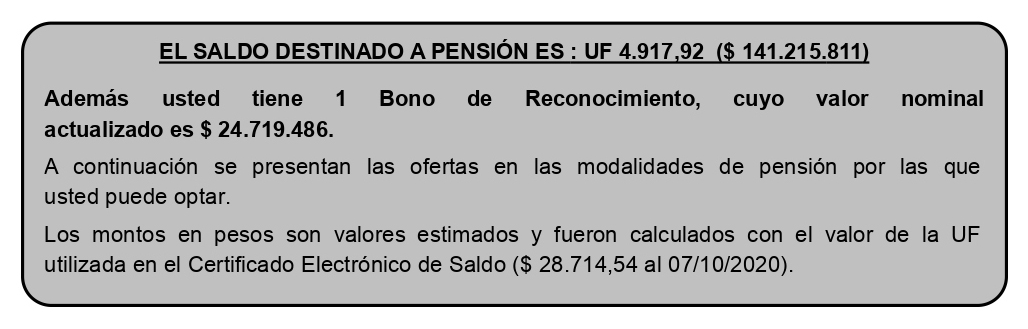 EL SALDO DESTINADO A PENSIÓN ES : UF 4.917,92 ($ 141.215.811)
Además usted tiene 1 Bono de Reconocimiento, cuyo valor nominal
actualizado es $ 24.719.486.
A continuación se presentan las ofertas en las modalidades de pensión por las que
usted puede optar.
Los montos en pesos son valores estimados y fueron calculados con el valor de la UF
utilizada en el Certificado Electrónico de Saldo ($ 28.714,54 al 07/10/2020).